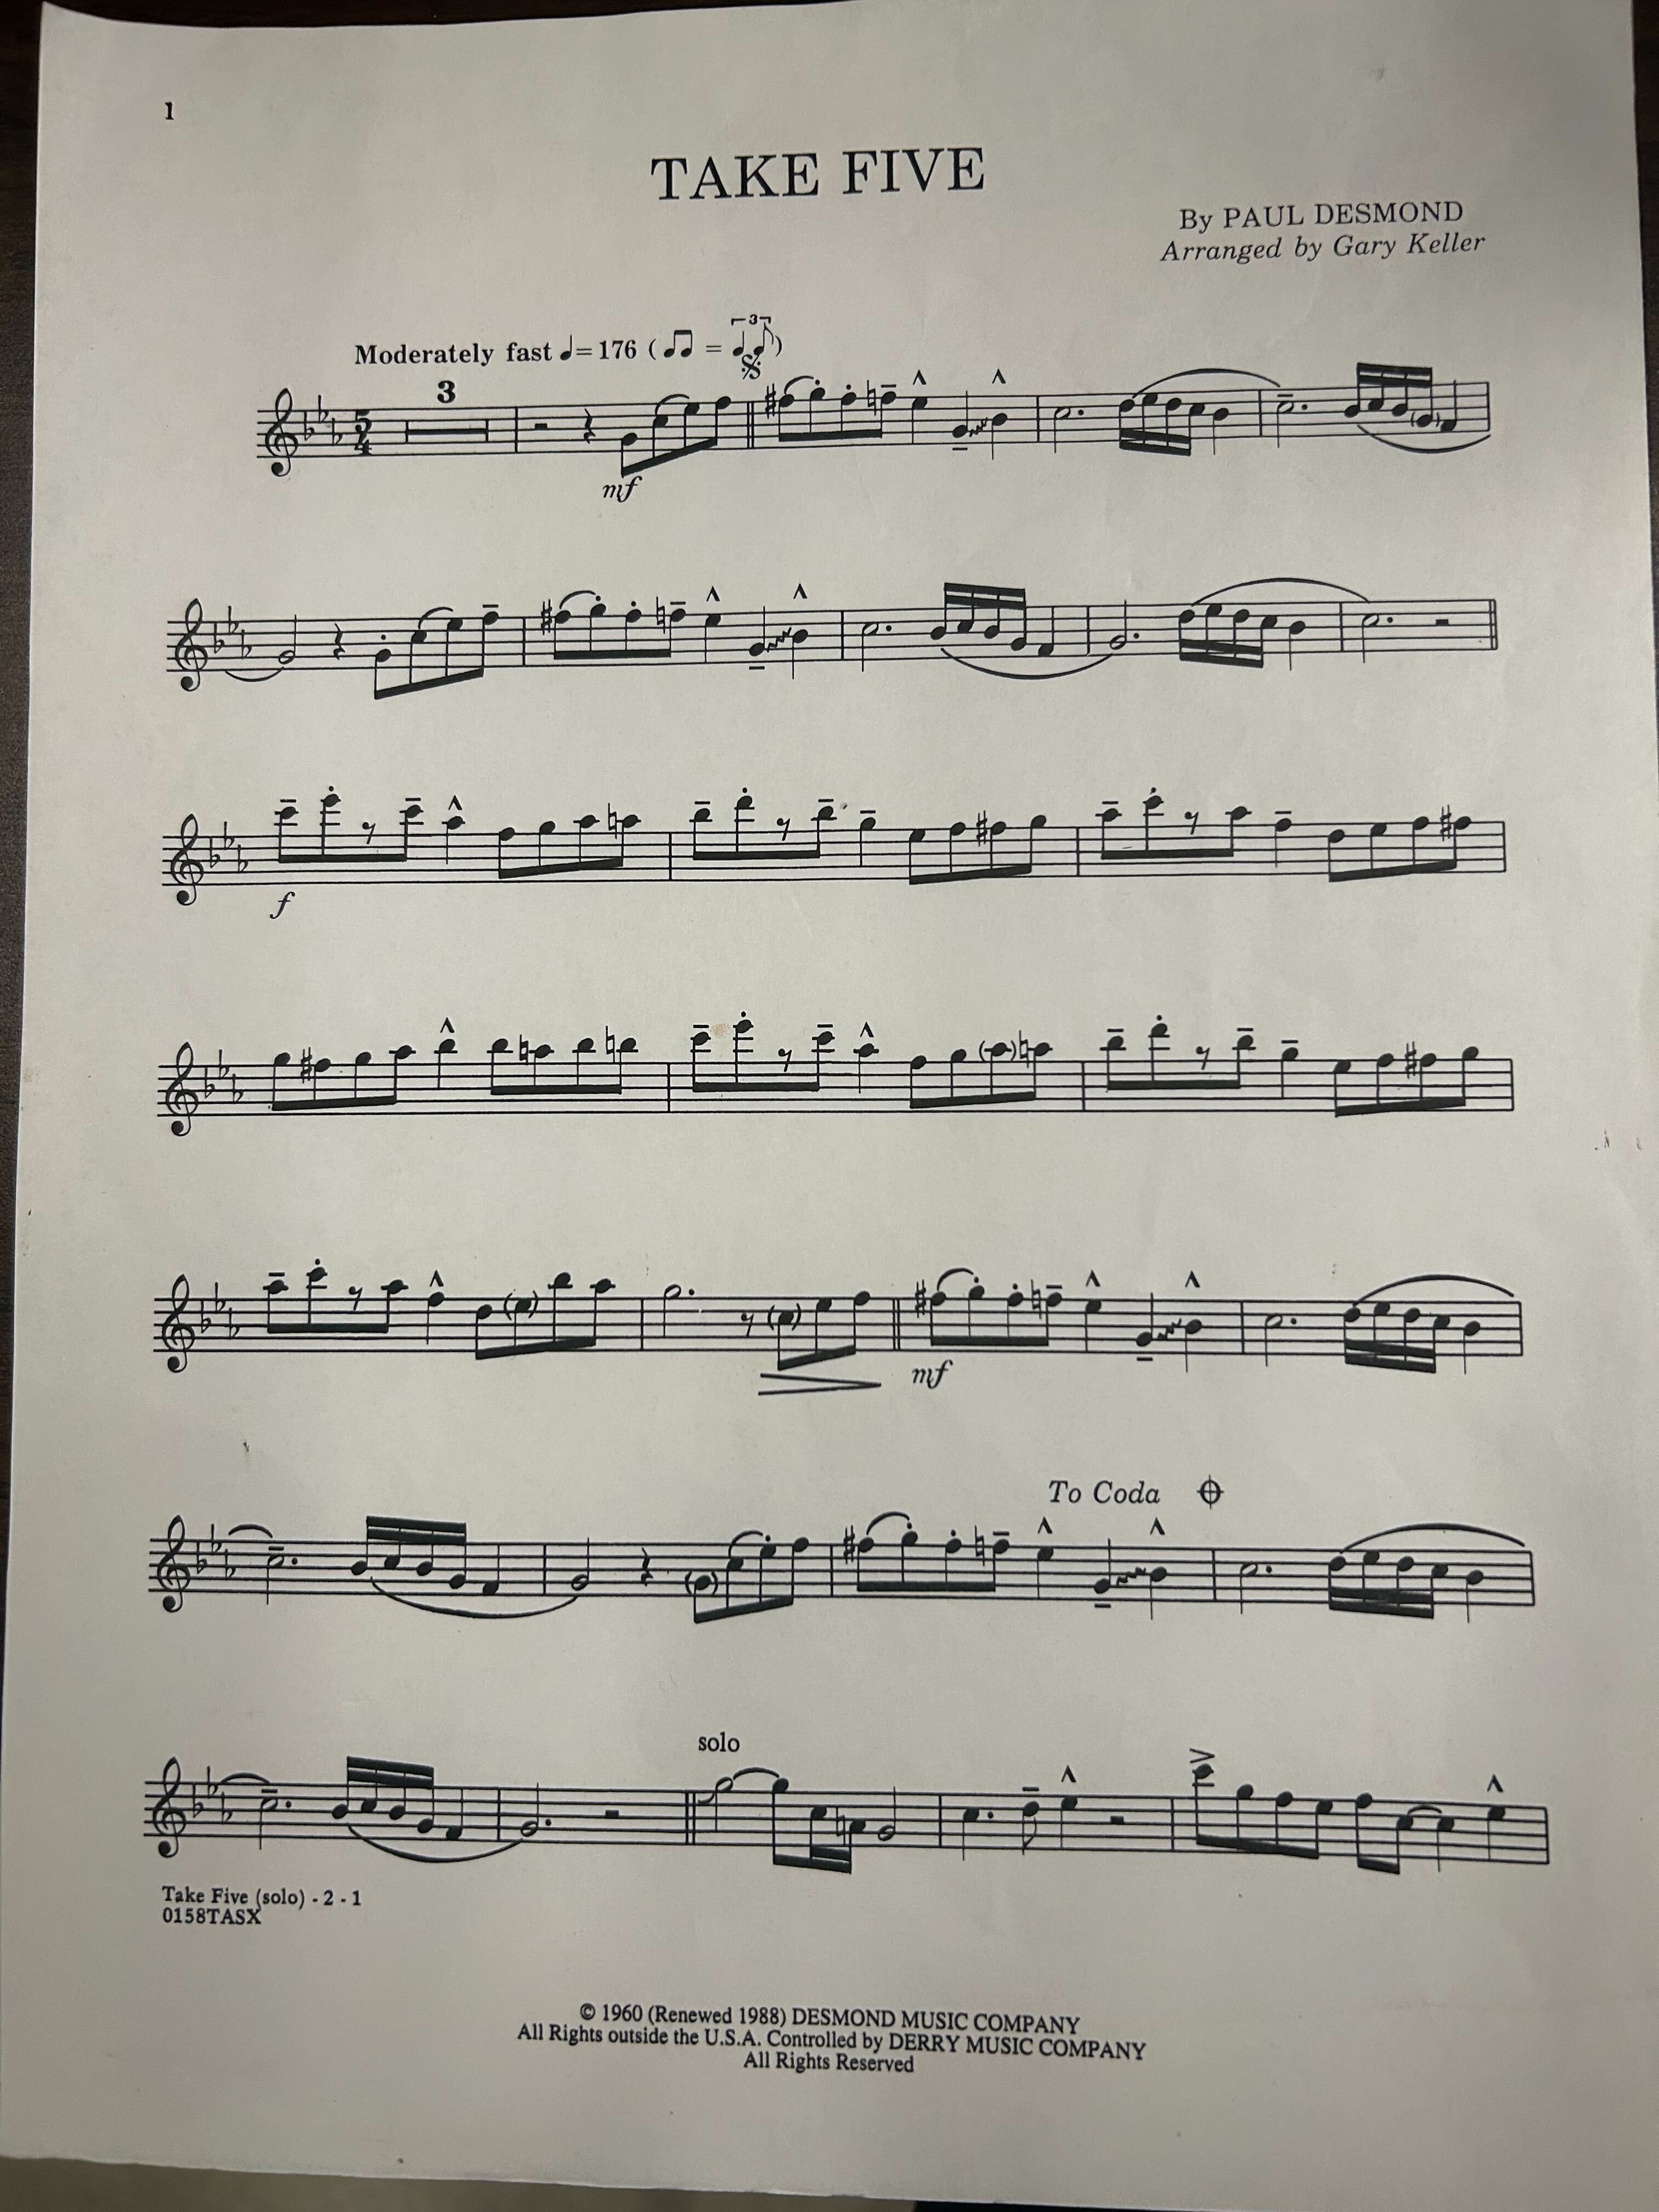 1
TAKE FIVE
By PAUL DESMOND
Arranged by Gary Keller
Moderately fast ♩=176 (♫ = ♩♪)
3
3
5
4
mf
f
mf
To Coda
solo
Take Five (solo) - 2 - 1
0158TASX
© 1960 (Renewed 1988) DESMOND MUSIC COMPANY
All Rights outside the U.S.A. Controlled by DERRY MUSIC COMPANY
All Rights Reserved